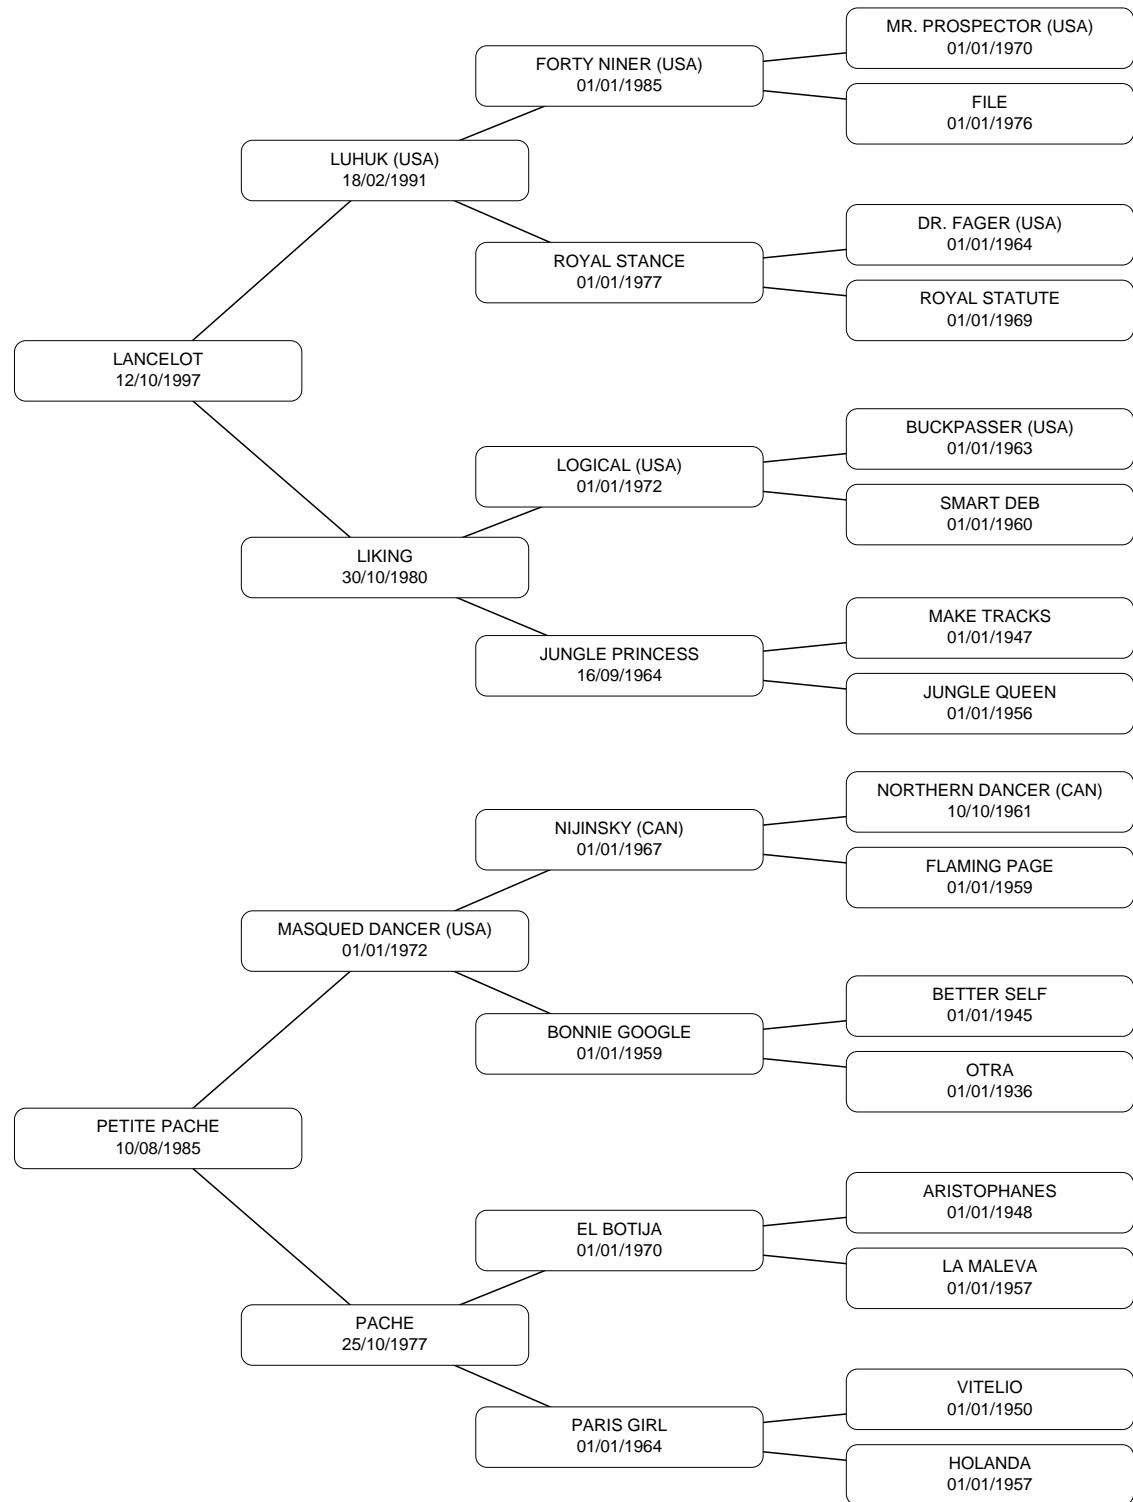 MR. PROSPECTOR (USA)
01/01/1970
FORTY NINER (USA)
01/01/1985
FILE
01/01/1976
LUHUK (USA)
18/02/1991
DR. FAGER (USA)
01/01/1964
ROYAL STANCE
01/01/1977
ROYAL STATUTE
01/01/1969
LANCELOT
12/10/1997
BUCKPASSER (USA)
01/01/1963
LOGICAL (USA)
01/01/1972
SMART DEB
01/01/1960
LIKING
30/10/1980
MAKE TRACKS
01/01/1947
JUNGLE PRINCESS
16/09/1964
JUNGLE QUEEN
01/01/1956
NORTHERN DANCER (CAN)
10/10/1961
NIJINSKY (CAN)
01/01/1967
FLAMING PAGE
01/01/1959
MASQUED DANCER (USA)
01/01/1972
BETTER SELF
01/01/1945
BONNIE GOOGLE
01/01/1959
OTRA
01/01/1936
PETITE PACHE
10/08/1985
ARISTOPHANES
01/01/1948
EL BOTIJA
01/01/1970
LA MALEVA
01/01/1957
PACHE
25/10/1977
VITELIO
01/01/1950
PARIS GIRL
01/01/1964
HOLANDA
01/01/1957